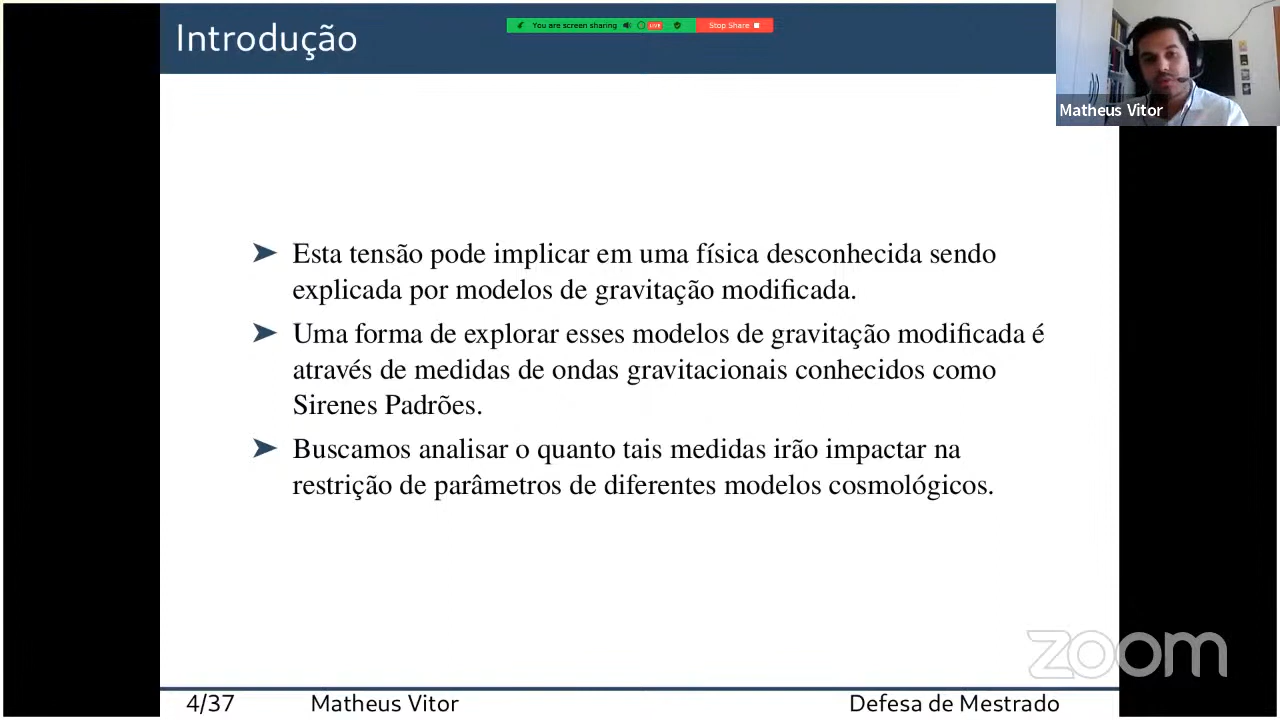 Introdução
You are screen sharing
LIVE
Stop Share
Matheus Vitor
Esta tensão pode implicar em uma física desconhecida sendo
explicada por modelos de gravitação modificada.
Uma forma de explorar esses modelos de gravitação modificada é
através de medidas de ondas gravitacionais conhecidos como
Sirenes Padrões.
Buscamos analisar o quanto tais medidas irão impactar na
restrição de parâmetros de diferentes modelos cosmológicos.
zoom
4/37 Matheus Vitor Defesa de Mestrado